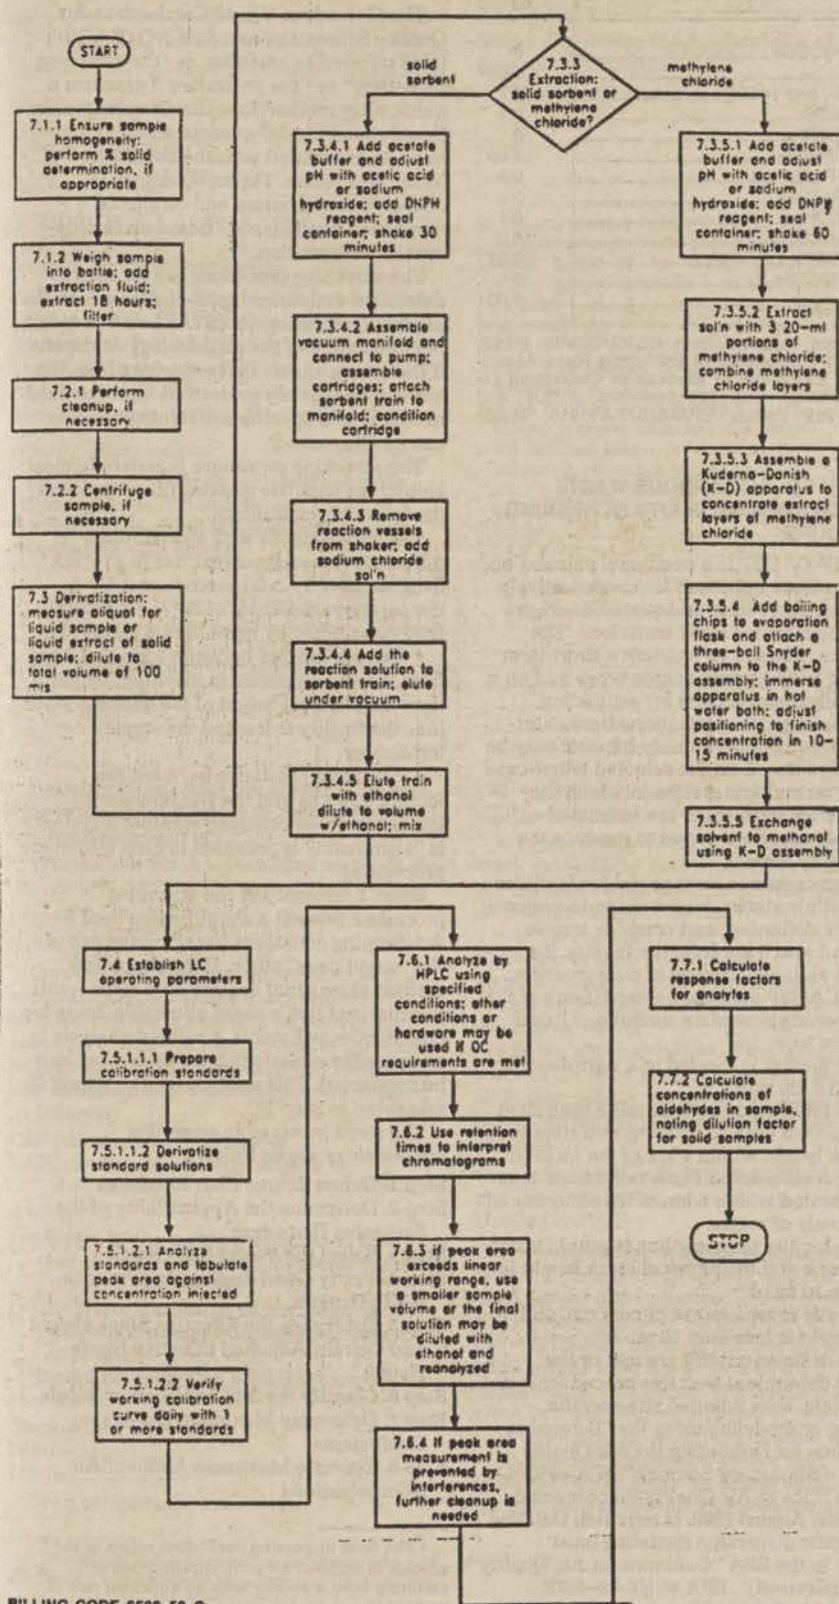 START
7.1.1 Ensure sample
homogeneity:
perform % solid
determination, if
appropriate
7.1.2 Weigh sample
into bottle; add
extraction fluid;
extract 18 hours;
filter
7.2.1 Perform
cleanup, if
necessary
7.2.2 Centrifuge
sample, if
necessary
7.3 Derivatization:
measure aliquot for
liquid sample or
liquid extract of solid
sample; dilute to
total volume of 100
mls
7.3.3
Extraction:
solid sorbent or
methylene
chloride?
solid
sorbent
methylene
chloride
7.3.4.1 Add acetate
buffer and adjust
pH with acetic acid
or sodium
hydroxide; add DNPH
reagent; seal
container; shake 30
minutes
7.3.4.2 Assemble
vacuum manifold and
connect to pump;
assemble
cartridges; attach
sorbent train to
manifold; condition
cartridge
7.3.4.3 Remove
reaction vessels
from shaker; add
sodium chloride
sol'n
7.3.4.4 Add the
reaction solution to
sorbent train; elute
under vacuum
7.3.4.5 Elute train
with ethanol
dilute to volume
w/ethanol; mix
7.3.5.1 Add acetate
buffer and adjust
pH with acetic acid
or sodium
hydroxide; add DNPH
reagent; seal
container; shake 60
minutes
7.3.5.2 Extract
sol'n with 3 20-ml
portions of
methylene chloride;
combine methylene
chloride layers
7.3.5.3 Assemble a
Kuderna-Danish
(K-D) apparatus to
concentrate extract
layers of methylene
chloride
7.3.5.4 Add boiling
chips to evaporation
flask and attach a
three-ball Snyder
column to the K-D
assembly; immerse
apparatus in hot
water bath; adjust
positioning to finish
concentration in 10-
15 minutes
7.3.5.5 Exchange
solvent to methanol
using K-D assembly
7.4 Establish LC
operating parameters
7.5.1.1.1 Prepare
calibration standards
7.5.1.1.2 Derivatize
standard solutions
7.5.1.2.1 Analyze
standards and tabulate
peak area against
concentration injected
7.5.1.2.2 Verify
working calibration
curve daily with 1
or more standards
7.6.1 Analyze by
HPLC using
specified
conditions; other
conditions or
hardware may be
used if QC
requirements are met
7.6.2 Use retention
times to interpret
chromatograms
7.6.3 If peak area
exceeds linear
working range, use
a smaller sample
volume or the final
solution may be
diluted with
ethanol and
reanalyzed
7.6.4 If peak area
measurement is
prevented by
interferences,
further cleanup is
needed
7.7.1 Calculate
response factors
for analytes
7.7.2 Calculate
concentrations of
aldehydes in sample,
noting dilution factor
for solid samples
STOP
BILLING CODE 6560-50-C